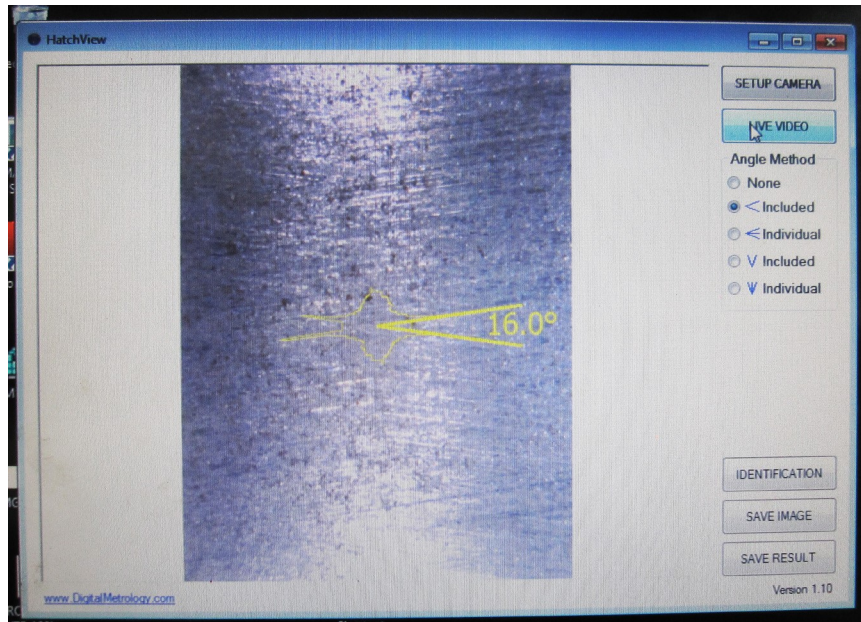 HatchView
SETUP CAMERA
LIVE VIDEO
Angle Method
None
< Included
Individual
V Included
Individual
16.0°
IDENTIFICATION
SAVE IMAGE
SAVE RESULT
Version 1.10
www.DigitalMetrology.com